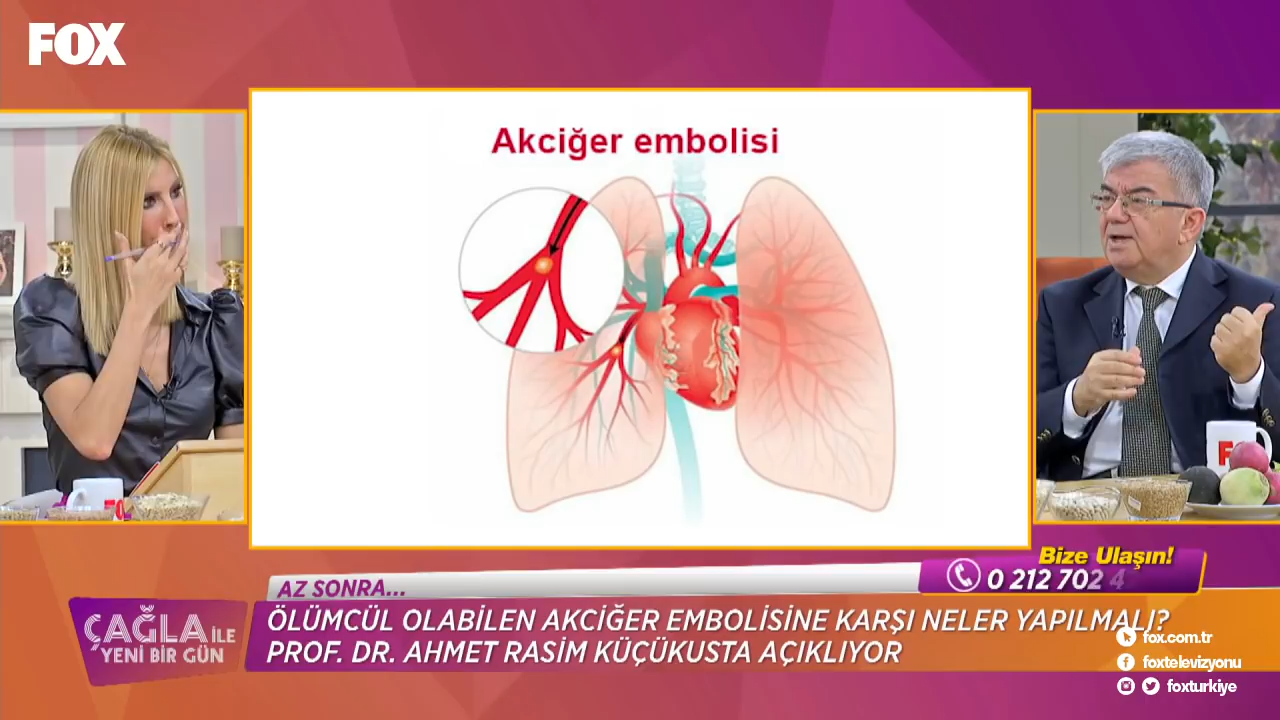 FOX
Akciğer embolisi
Bize Ulaşın!
0 212 702 4
AZ SONRA...
ÇAĞLA İLE
YENİ BİR GÜN
ÖLÜMCÜL OLABİLEN AKCİĞER EMBOLİSİNE KARŞI NELER YAPILMALI?
PROF. DR. AHMET RASİM KÜÇÜKUSTA AÇIKLIYOR
fox.com.tr
foxtelevizyonu
foxturkiye